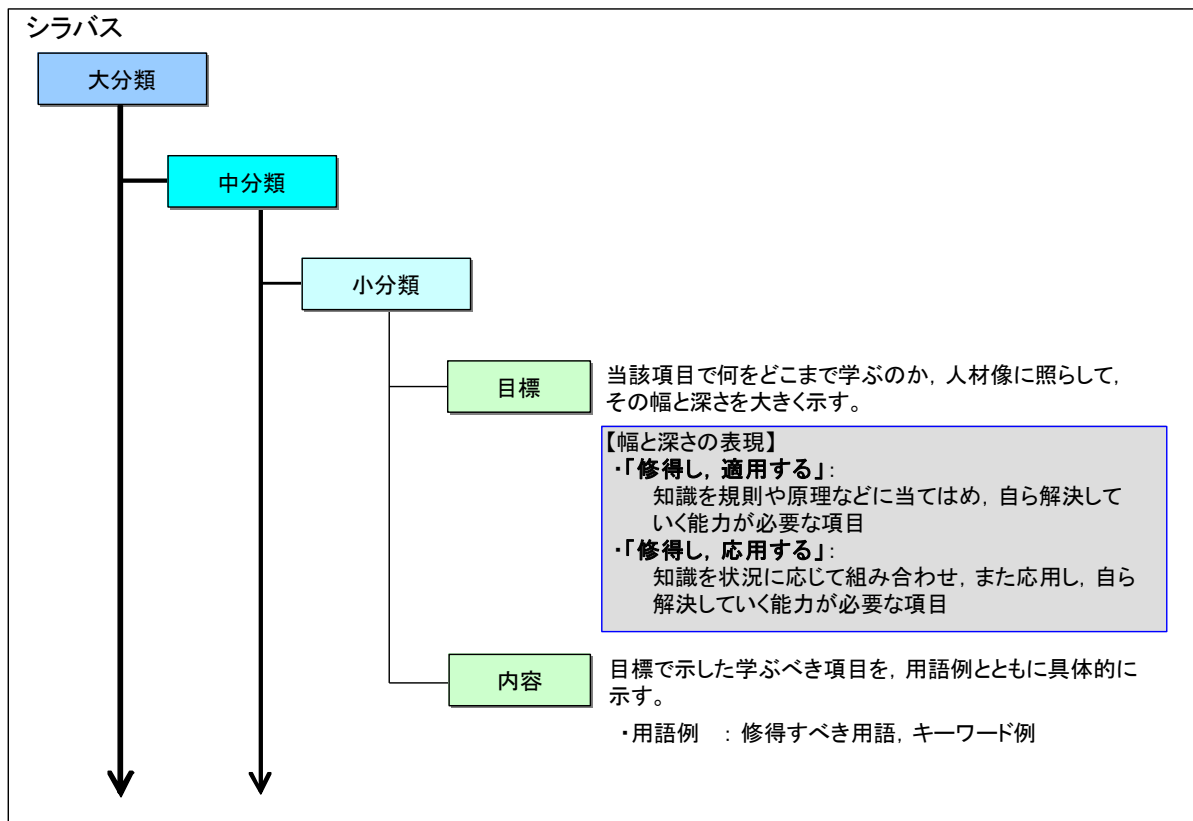 シラバス
大分類
中分類
小分類
目標
当該項目で何をどこまで学ぶのか，人材像に照らして，
その幅と深さを大きく示す。
【幅と深さの表現】
・「修得し，適用する」：
知識を規則や原理などに当てはめ，自ら解決して
いく能力が必要な項目
・「修得し，応用する」：
知識を状況に応じて組み合わせ，また応用し，自ら
解決していく能力が必要な項目
内容
目標で示した学ぶべき項目を，用語例とともに具体的に
示す。
・用語例　：修得すべき用語，キーワード例